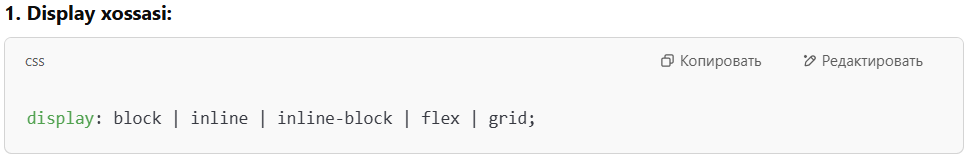 1. Display xossasi:
css
Копировать
Редактировать
display: block | inline | inline-block | flex | grid;